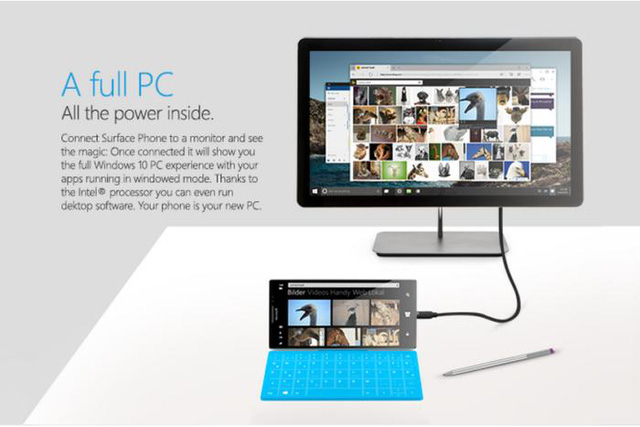 A full PC
All the power inside.
Connect Surface Phone to a monitor and see
the magic: Once connected it will show you
the full Windows 10 PC experience with your
apps running in windowed mode. Thanks to
the Intel® processor you can even run
dektop software. Your phone is your new PC.
Bilder Videos Handy Web Lokal